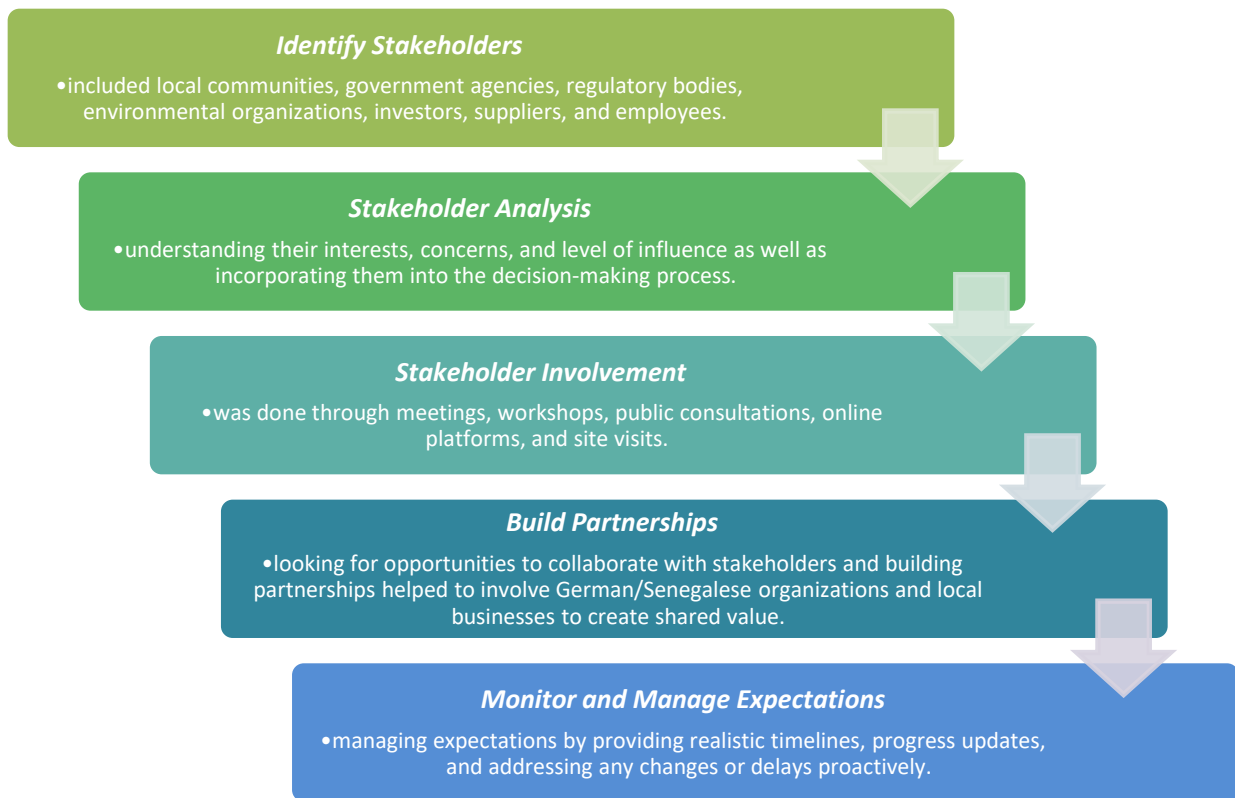 Identify Stakeholders
•included local communities, government agencies, regulatory bodies,
environmental organizations, investors, suppliers, and employees.
Stakeholder Analysis
•understanding their interests, concerns, and level of influence as well as
incorporating them into the decision-making process.
Stakeholder Involvement
•was done through meetings, workshops, public consultations, online
platforms, and site visits.
Build Partnerships
•looking for opportunities to collaborate with stakeholders and building
partnerships helped to involve German/Senegalese organizations and local
businesses to create shared value.
Monitor and Manage Expectations
•managing expectations by providing realistic timelines, progress updates,
and addressing any changes or delays proactively.